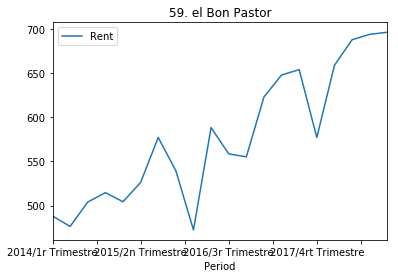 59. el Bon Pastor
Rent
700
650
600
550
500
2014/1r Trimestre 2015/2n Trimestre 2016/3r Trimestre 2017/4rt Trimestre
Period